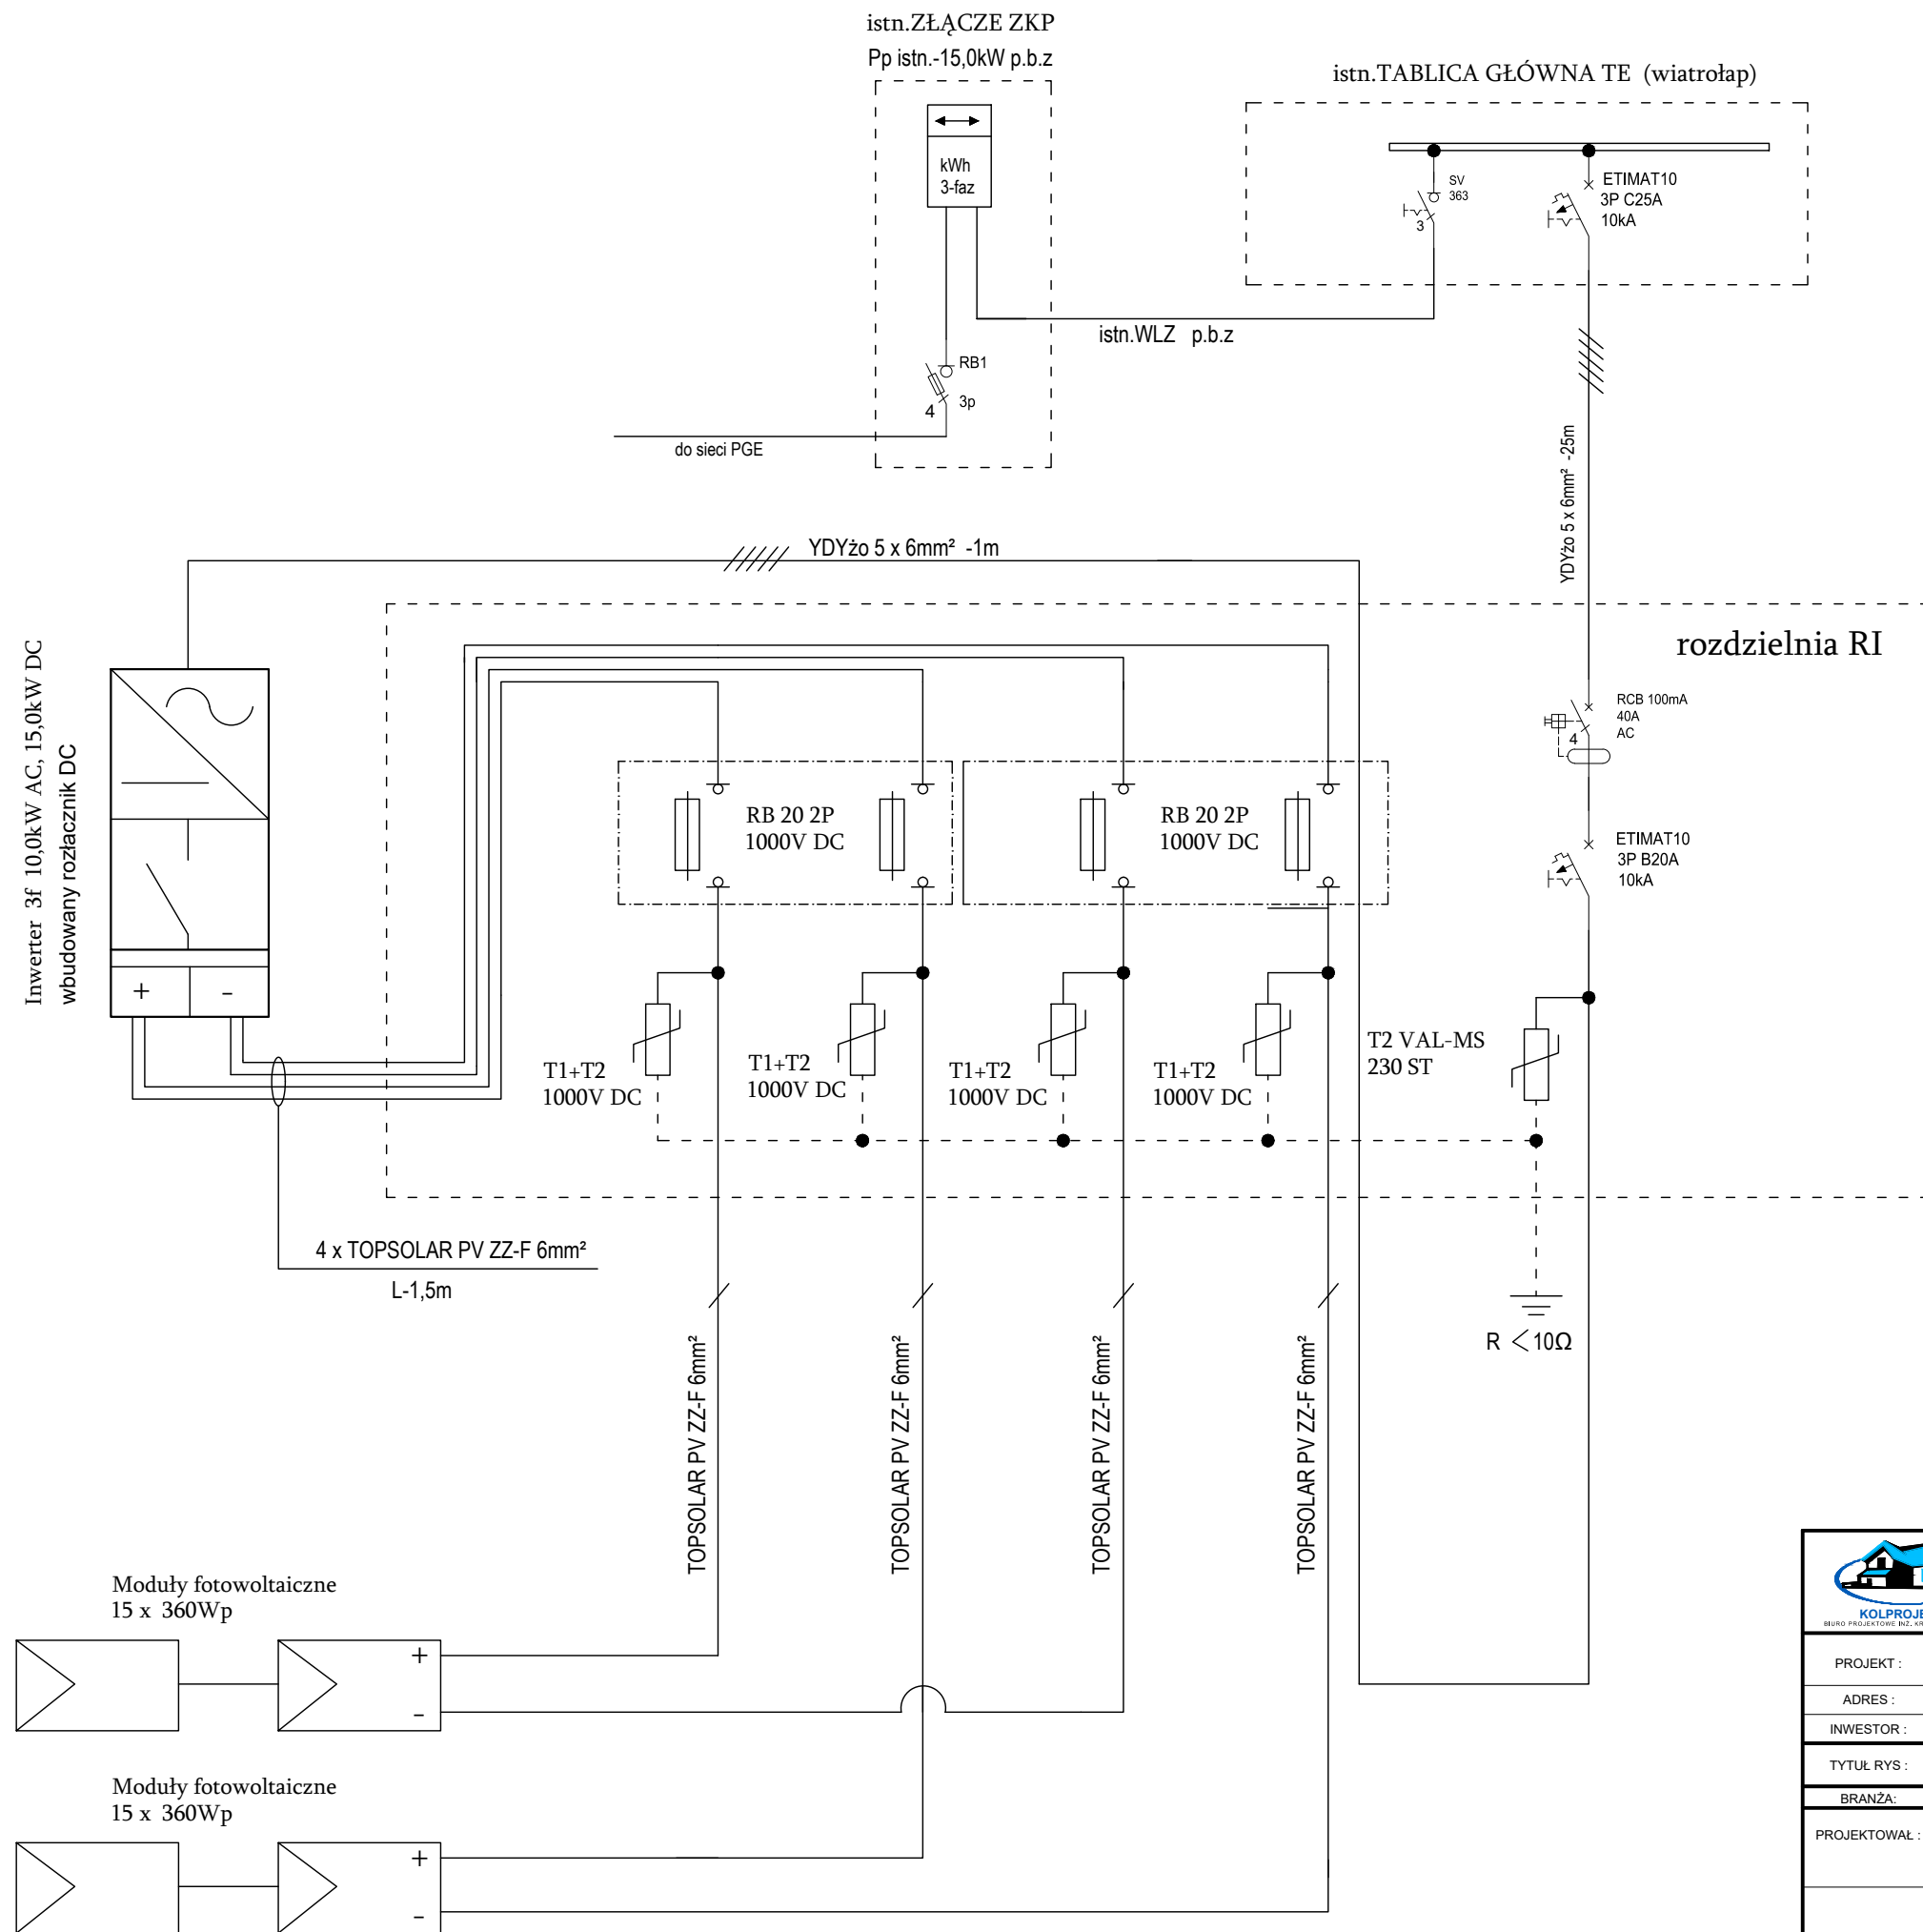 istn.ZŁĄCZE ZKP
Pp istn.-15,0kW p.b.z
kWh
3-faz
RB1
3p
4
do sieci PGE
istn.WLZ p.b.z
istn.TABLICA GŁÓWNA TE (wiatrołap)
SV
363
3
ETIMAT10
3P C25A
10kA
YDYżo 5 x 6mm² -25m
YDYżo 5 x 6mm² -1m
rozdzielnia RI
Inwerter 3f 10,0kW AC, 15,0kW DC
wbudowany rozłacznik DC
+ -
RCB 100mA
40A
AC
4
ETIMAT10
3P B20A
10kA
RB 20 2P
1000V DC
RB 20 2P
1000V DC
T1+T2
1000V DC
T1+T2
1000V DC
T1+T2
1000V DC
T1+T2
1000V DC
T2 VAL-MS
230 ST
4 x TOPSOLAR PV ZZ-F 6mm²
L-1,5m
TOPSOLAR PV ZZ-F 6mm²
TOPSOLAR PV ZZ-F 6mm²
TOPSOLAR PV ZZ-F 6mm²
TOPSOLAR PV ZZ-F 6mm²
R <10Ω
Moduły fotowoltaiczne
15 x 360Wp
+
-
Moduły fotowoltaiczne
15 x 360Wp
+
-
KOLPROJE
BIURO PROJEKTOWE INŻ. KR
PROJEKT :
ADRES :
INWESTOR :
TYTUŁ RYS :
BRANŻA:
PROJEKTOWAŁ :